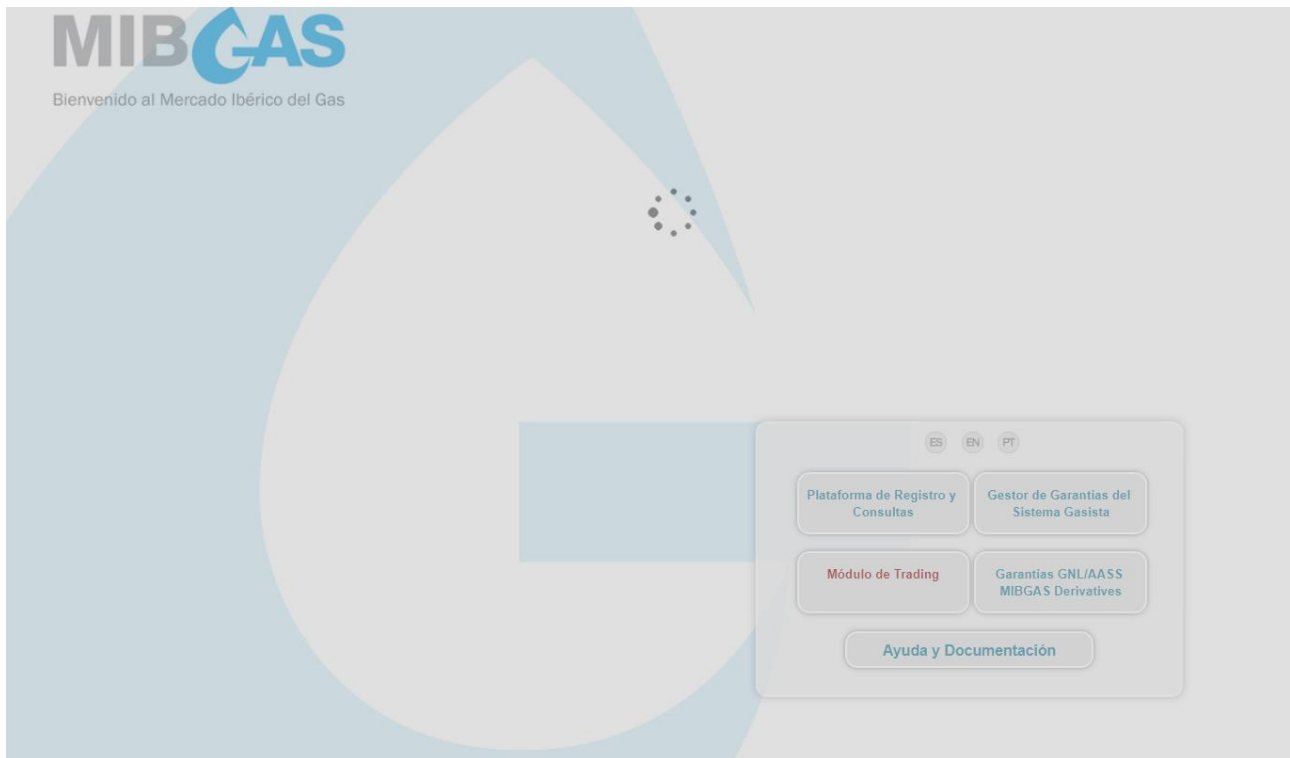 MIBGAS
Bienvenido al Mercado Ibérico del Gas
ES EN PT
Plataforma de Registro y
Consultas
Gestor de Garantías del
Sistema Gasista
Módulo de Trading
Garantías GNL/AASS
MIBGAS Derivatives
Ayuda y Documentación